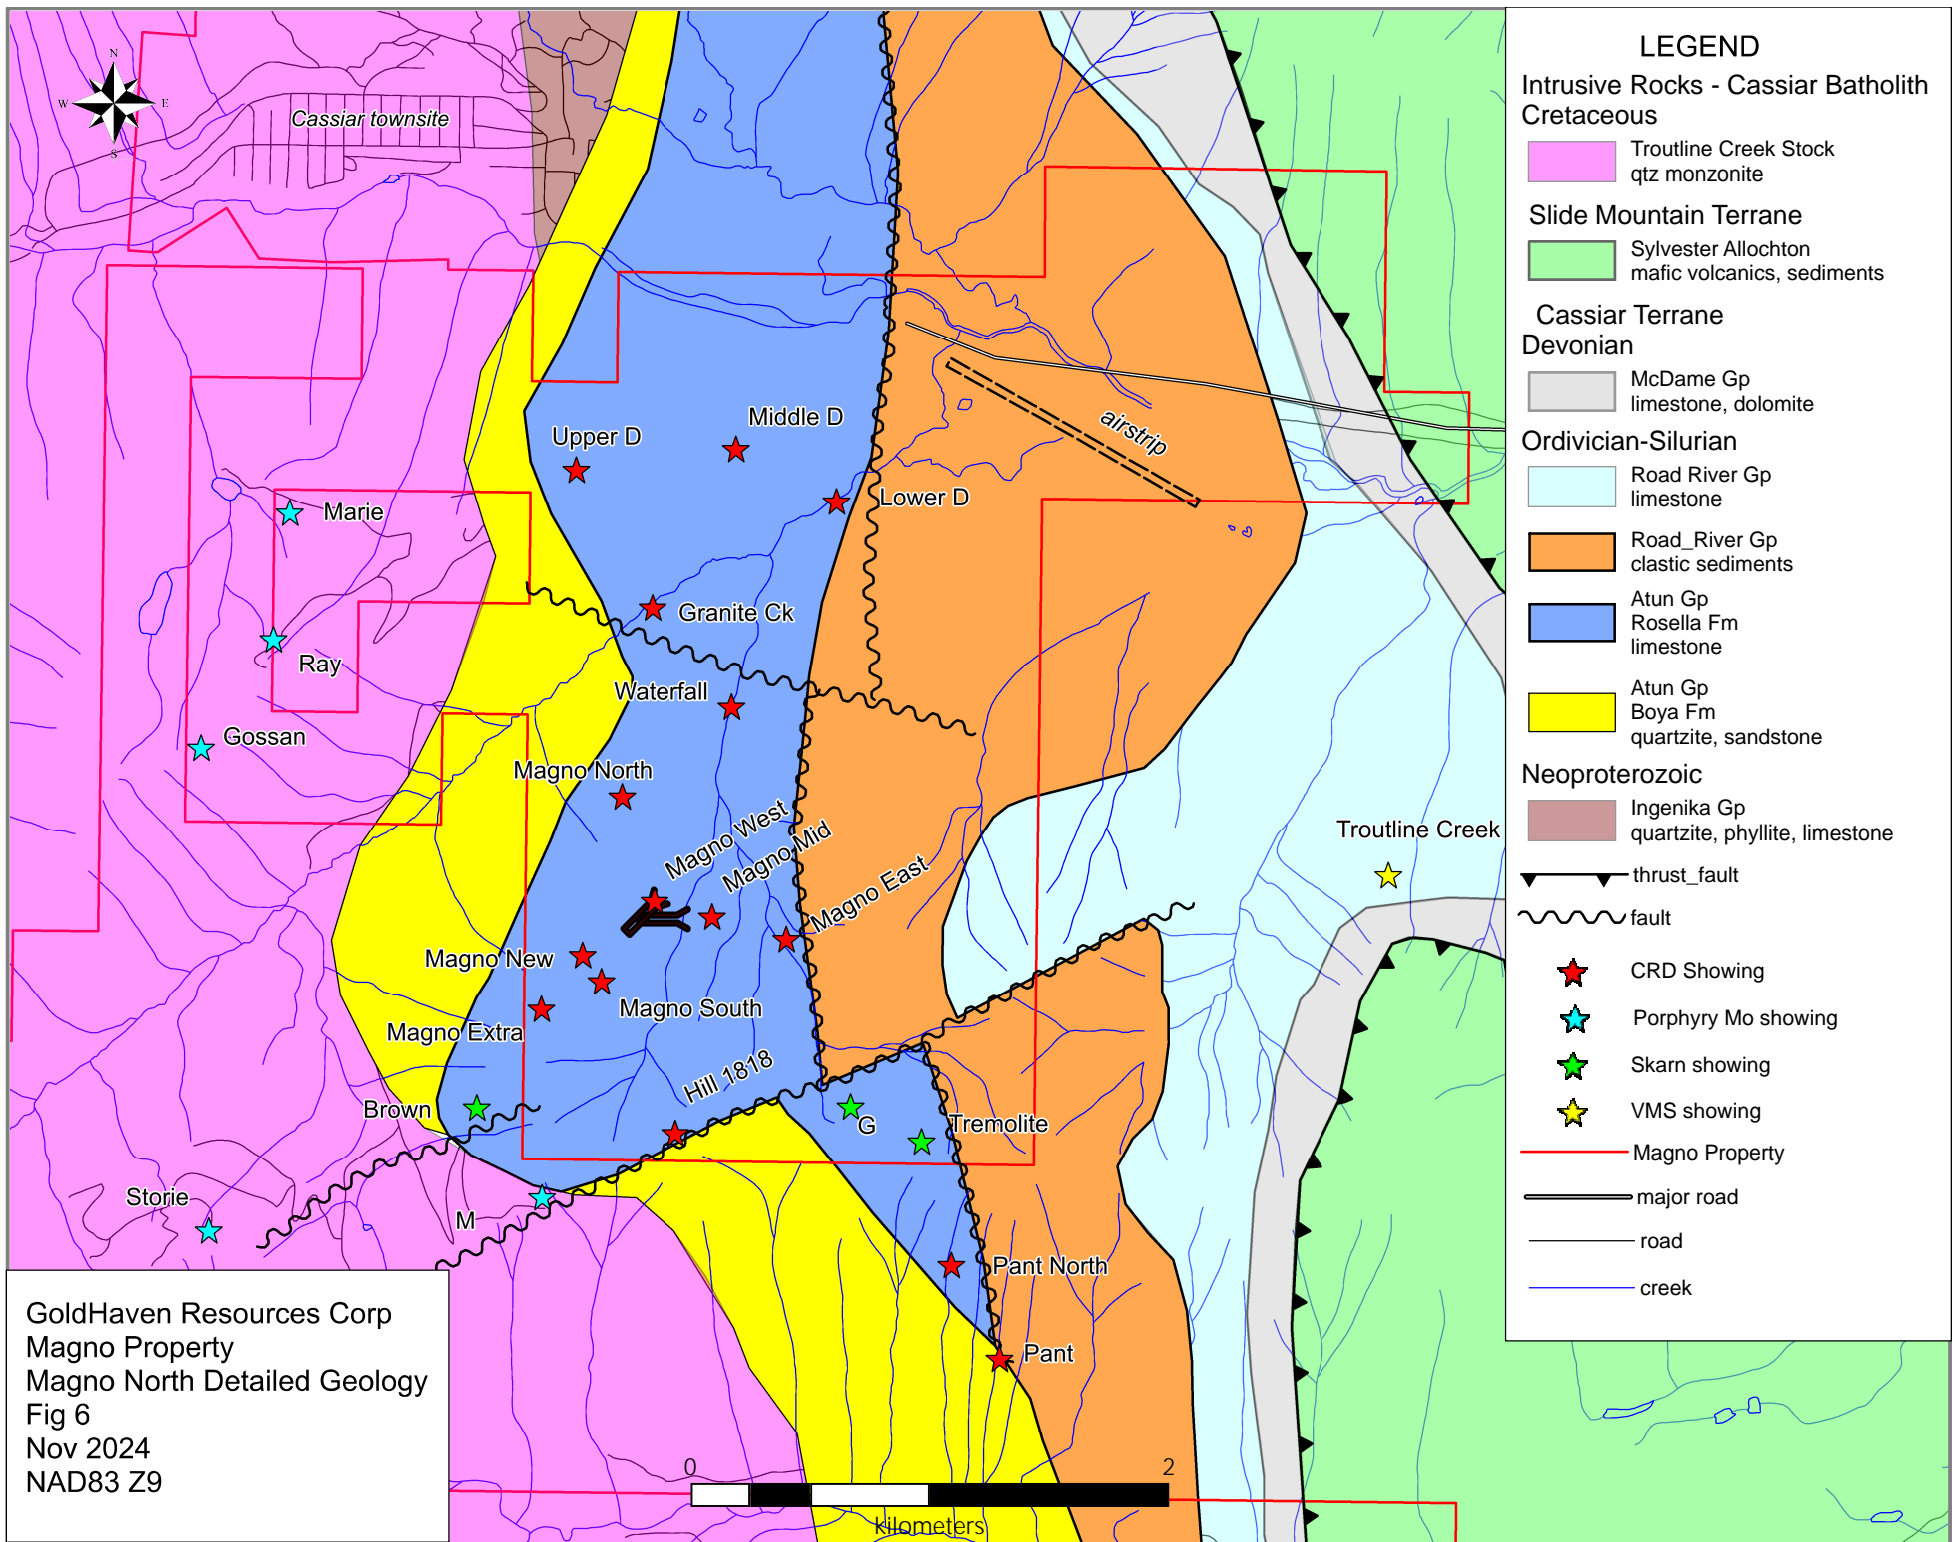 N
W
E
S
Cassiar townsite
Upper D
Middle D
Lower D
airstrip
Marie
Granite Ck
Ray
Waterfall
Gossan
Magno North
Magno West
Magno Mid
Magno East
Troutline Creek
Magno New
Magno South
Magno Extra
Hill 1818
Brown
G
Tremolite
Storie
M
Pant North
Pant
GoldHaven Resources Corp
Magno Property
Magno North Detailed Geology
Fig 6
Nov 2024
NAD83 Z9
0
2
kilometers
LEGEND
Intrusive Rocks - Cassiar Batholith
Cretaceous
Troutline Creek Stock
qtz monzonite
Slide Mountain Terrane
Sylvester Allochton
mafic volcanics, sediments
Cassiar Terrane
Devonian
McDame Gp
limestone, dolomite
Ordivician-Silurian
Road River Gp
limestone
Road_River Gp
clastic sediments
Atun Gp
Rosella Fm
limestone
Atun Gp
Boya Fm
quartzite, sandstone
Neoproterozoic
Ingenika Gp
quartzite, phyllite, limestone
thrust_fault
fault
CRD Showing
Porphyry Mo showing
Skarn showing
VMS showing
Magno Property
major road
road
creek